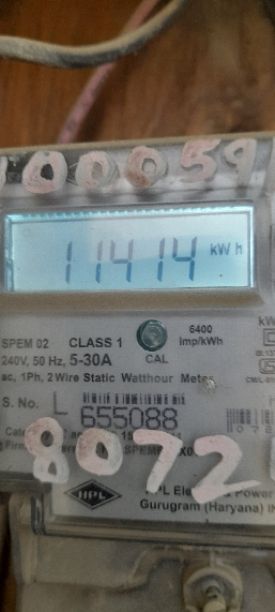 00059
11414 kWh
SPEM 02 CLASS 1 6400
240V, 50 Hz, 5-30A CAL imp/kWh
ac, 1Ph, 2Wire Static Watthour Meter
S. No. L 655088
8072
HPL
Gurugram (Haryana)